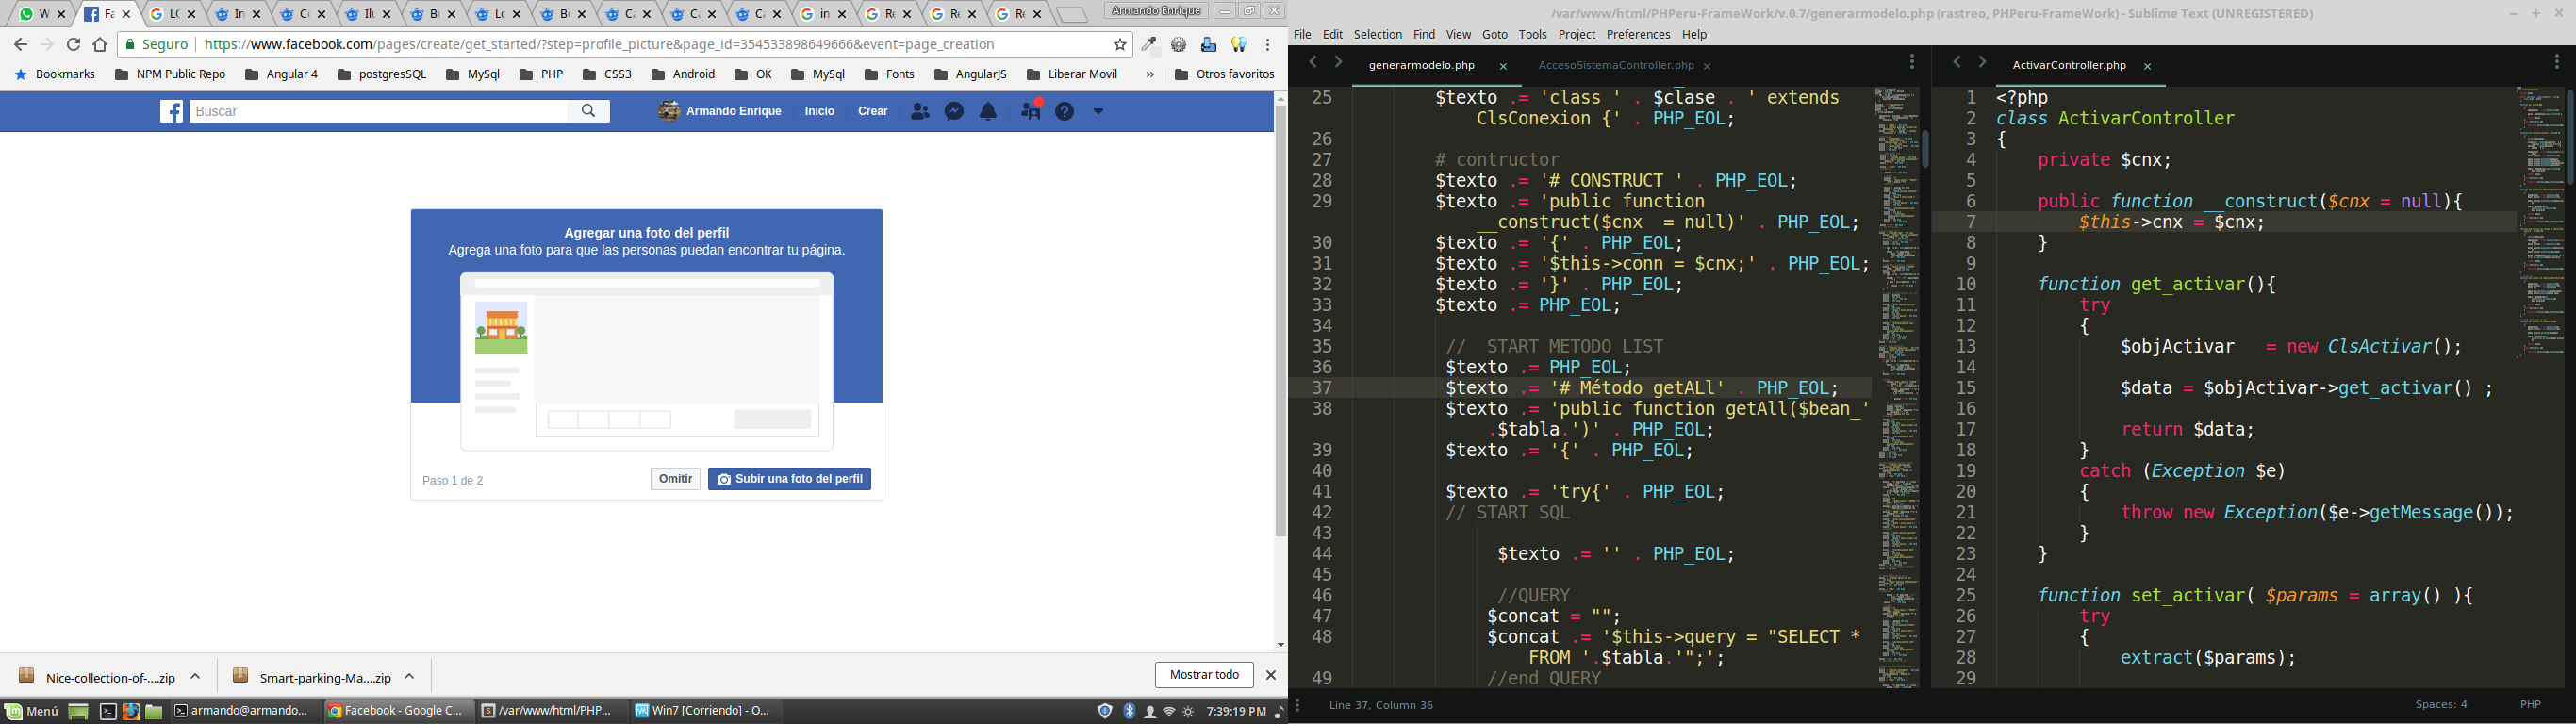 W
Fa
LO
In
Co
Ilu
Be
Lo
Be
Ca
Ca
Ca
in
Re
Re
Re
Armando Enrique
Seguro
https://www.facebook.com/pages/create/get_started/?step=profile_picture&page_id=354533898649666&event=page_creation
Bookmarks
NPM Public Repo
Angular 4
postgresSQL
MySql
PHP
CSS3
Android
OK
MySql
Fonts
AngularJS
Liberar Movil
»
Otros favoritos
Buscar
Armando Enrique
Inicio
Crear
Agregar una foto del perfil
Agrega una foto para que las personas puedan encontrar tu página.
Paso 1 de 2
Omitir
Subir una foto del perfil
Nice-collection-of-....zip
Smart-parking-Ma....zip
Mostrar todo
Menú
armando@armando...
Facebook - Google C...
/var/www/html/PHP...
Win7 [Corriendo] - O...
7:39:19 PM
/var/www/html/PHPeru-FrameWork/v.0.7/generarmodelo.php (rastreo, PHPeru-FrameWork) - Sublime Text (UNREGISTERED)
File Edit Selection Find View Goto Tools Project Preferences Help
generarmodelo.php
AccesoSistemaController.php
25 $texto .= 'class ' . $clase . ' extends
ClsConexion {' . PHP_EOL;
26
27 # contructor
28 $texto .= '# CONSTRUCT ' . PHP_EOL;
29 $texto .= 'public function
__construct($cnx  = null)' . PHP_EOL;
30 $texto .= '{' . PHP_EOL;
31 $texto .= '$this->conn = $cnx;' . PHP_EOL;
32 $texto .= '}' . PHP_EOL;
33 $texto .= PHP_EOL;
34
35 //  START METODO LIST
36 $texto .= PHP_EOL;
37 $texto .= '# Método getALl' . PHP_EOL;
38 $texto .= 'public function getAll($bean_'
.$tabla.')' . PHP_EOL;
39 $texto .= '{' . PHP_EOL;
40
41 $texto .= 'try{' . PHP_EOL;
42 // START SQL
43
44 $texto .= '' . PHP_EOL;
45
46 //QUERY
47 $concat = "";
48 $concat .= '$this->query = "SELECT *
FROM '.$tabla.'";';
49 //end QUERY
Line 37, Column 36
ActivarController.php
1 <?php
2 class ActivarController
3 {
4 private $cnx;
5
6 public function __construct($cnx = null){
7 $this->cnx = $cnx;
8 }
9
10 function get_activar(){
11 try
12 {
13 $objActivar   = new ClsActivar();
14
15 $data = $objActivar->get_activar() ;
16
17 return $data;
18 }
19 catch (Exception $e)
20 {
21 throw new Exception($e->getMessage());
22 }
23 }
24
25 function set_activar( $params = array() ){
26 try
27 {
28 extract($params);
29
Spaces: 4
PHP